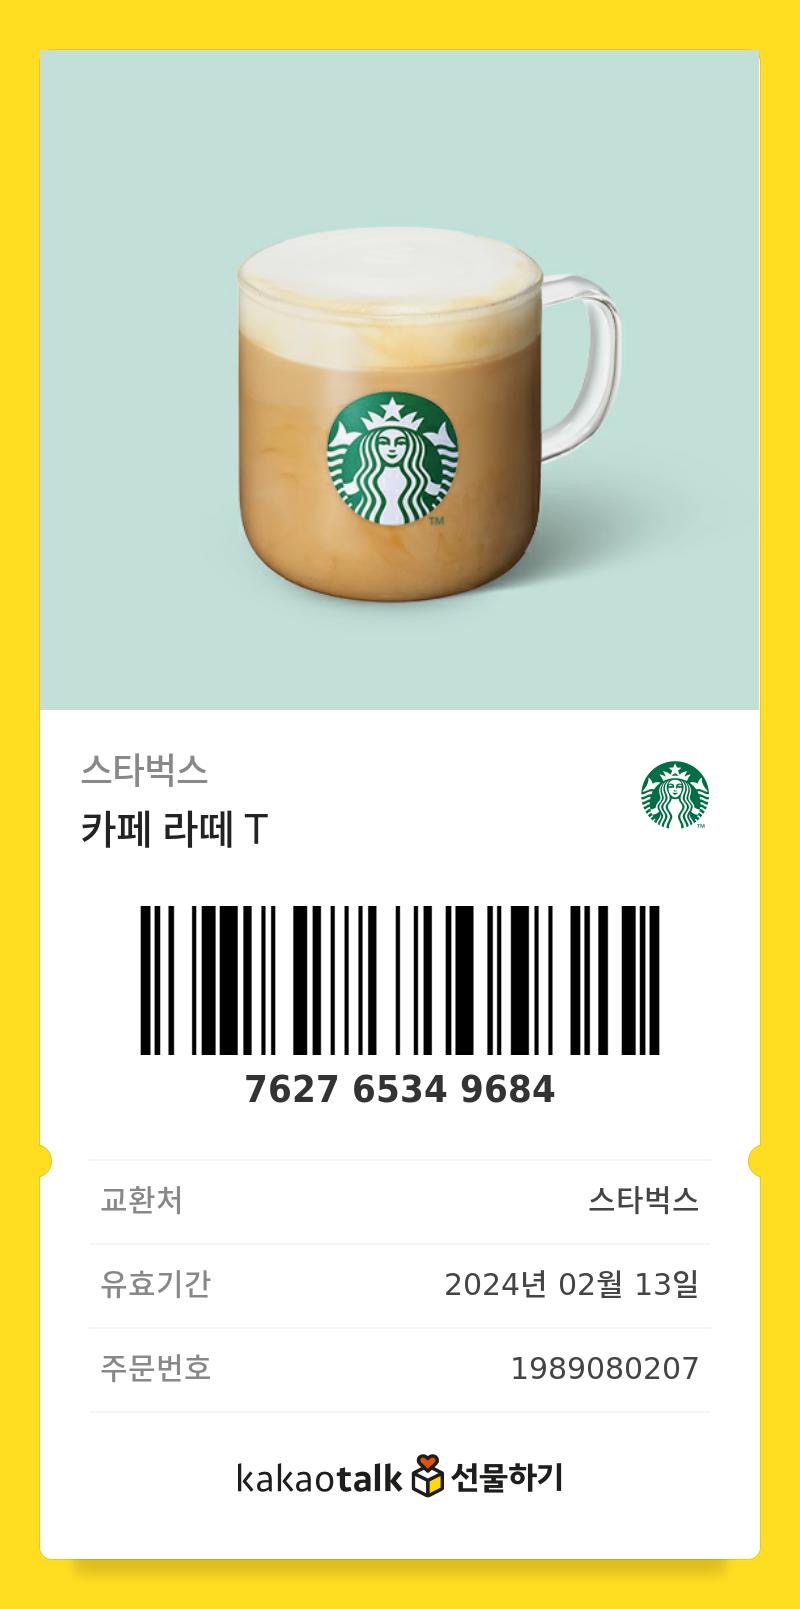 TM
스타벅스
카페 라떼 T
TM
7627 6534 9684
교환처 스타벅스
유효기간 2024년 02월 13일
주문번호 1989080207
kakaotalk 선물하기